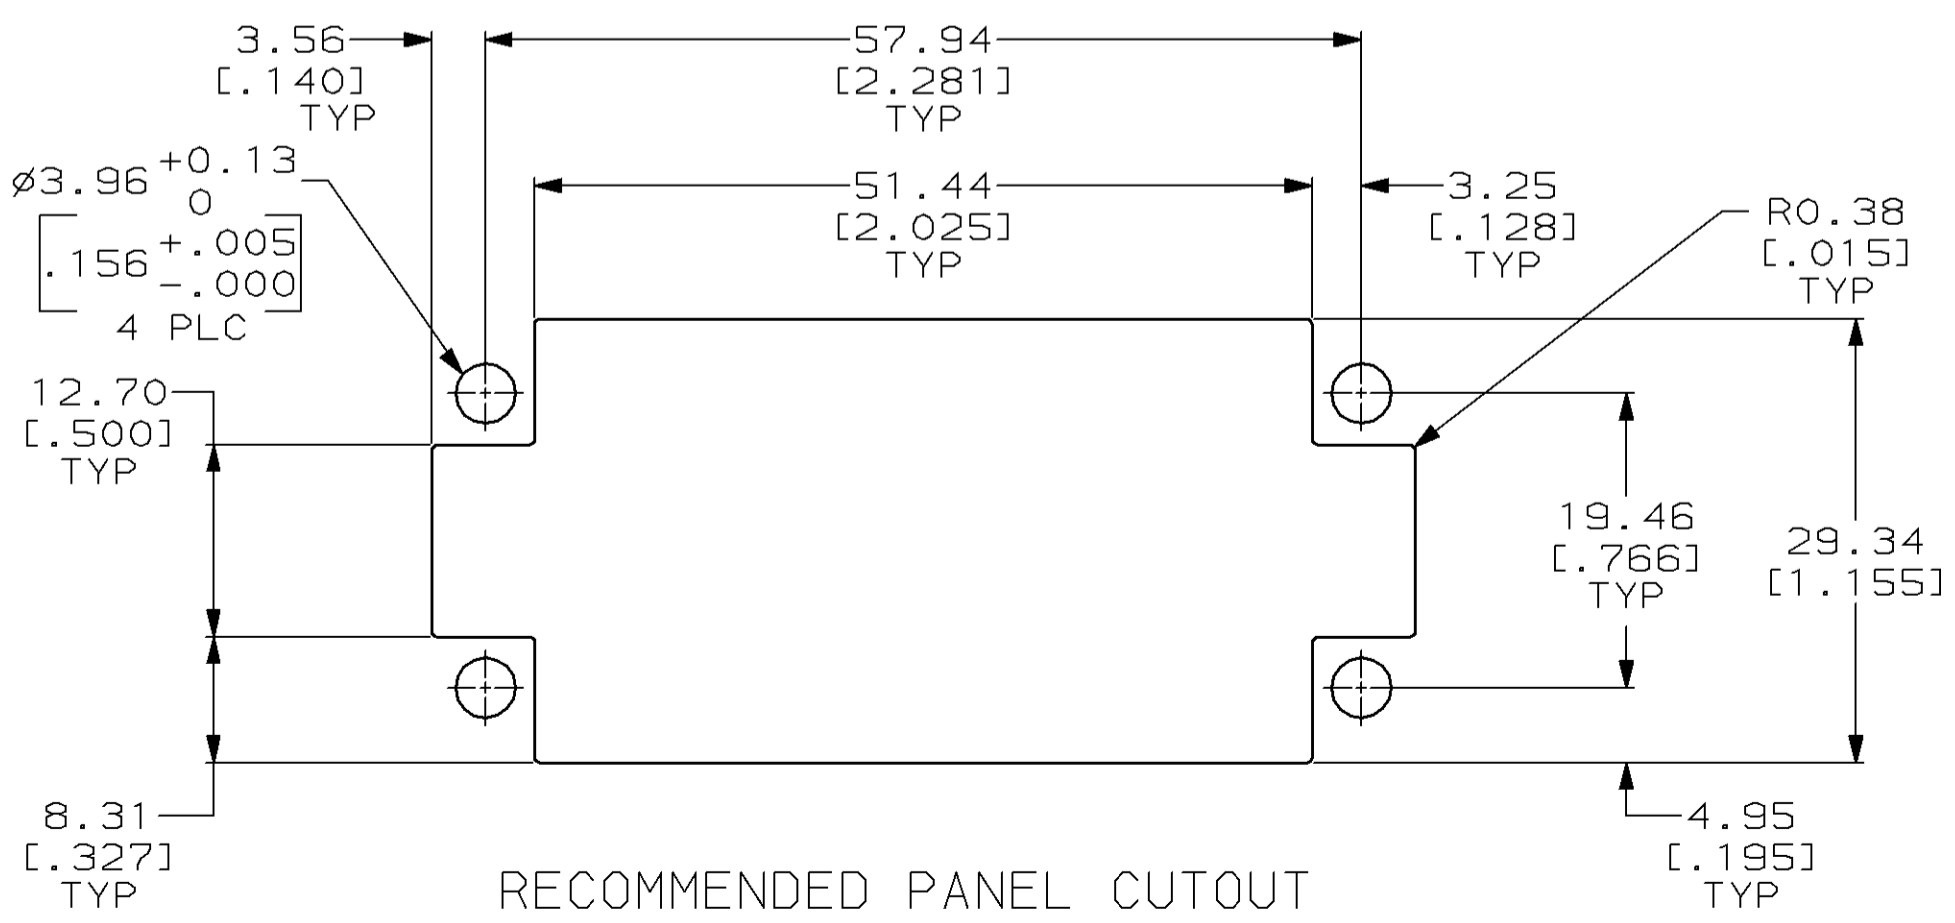 3.56
[.140]
TYP
57.94
[2.281]
TYP
ø3.96 +0.13
0
[.156 +.005
-.000]
4 PLC
51.44
[2.025]
TYP
3.25
[.128]
TYP
R0.38
[.015]
TYP
12.70
[.500]
TYP
19.46
[.766]
TYP
29.34
[1.155]
8.31
[.327]
TYP
4.95
[.195]
TYP
RECOMMENDED PANEL CUTOUT